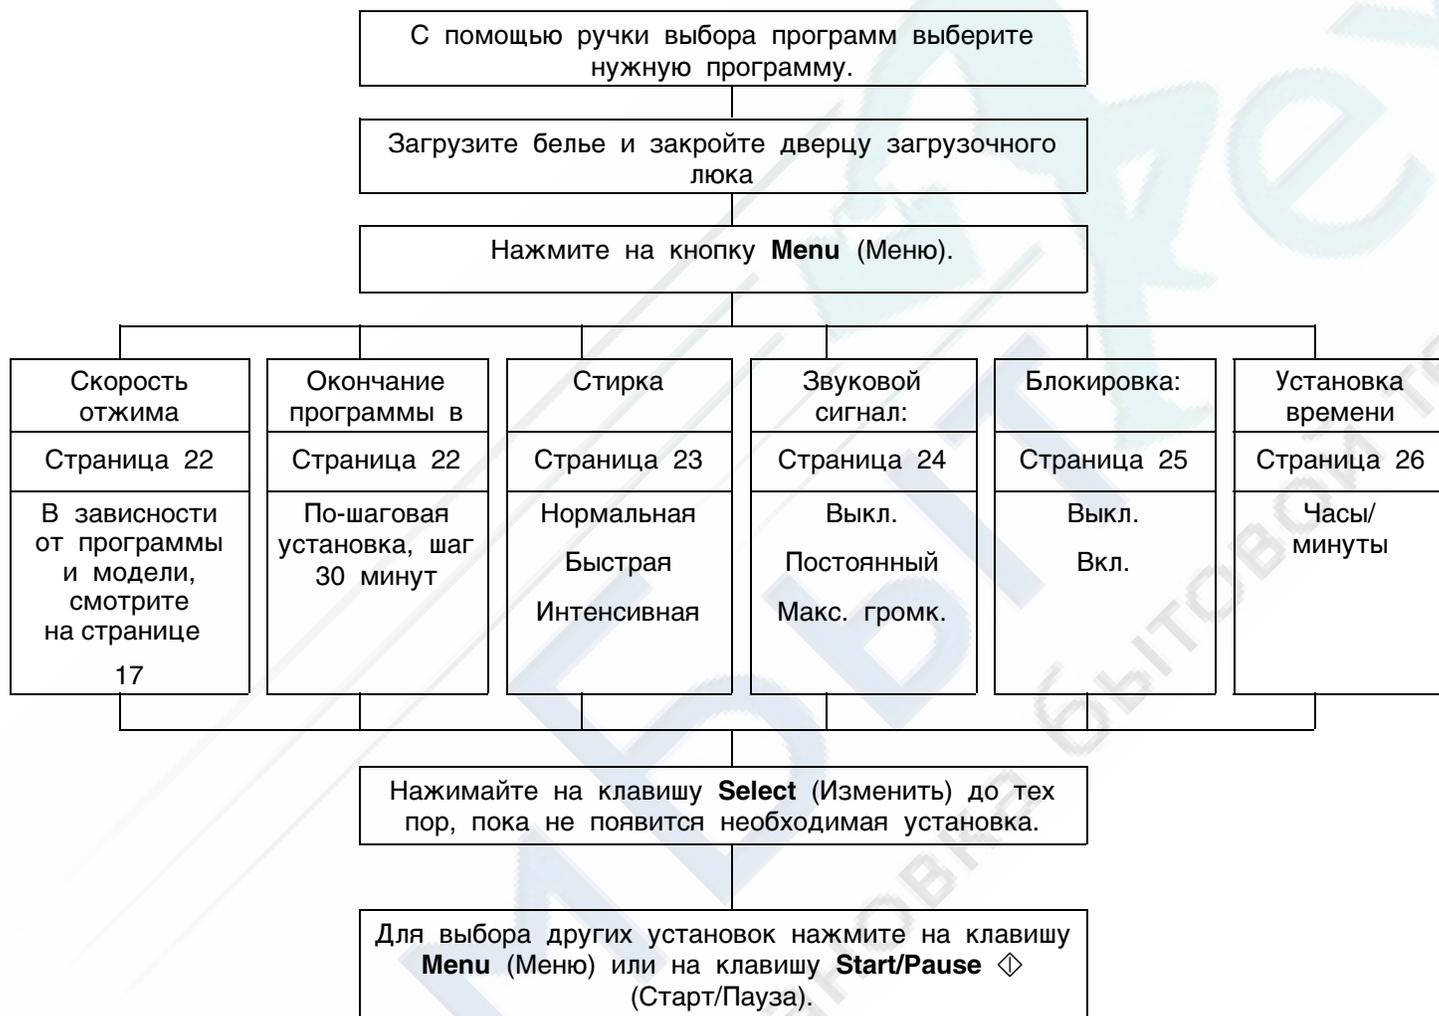 С помощью ручки выбора программ выберите
нужную программу.
Загрузите белье и закройте дверцу загрузочного
люка
Нажмите на кнопку Menu (Меню).
Скорость
отжима
Страница 22
В зависности
от программы
и модели,
смотрите
на странице
17
Окончание
программы в
Страница 22
По-шаговая
установка, шаг
30 минут
Стирка
Страница 23
Нормальная
Быстрая
Интенсивная
Звуковой
сигнал:
Страница 24
Выкл.
Постоянный
Макс. громк.
Блокировка:
Страница 25
Выкл.
Вкл.
Установка
времени
Страница 26
Часы/
минуты
Нажимайте на клавишу Select (Изменить) до тех
пор, пока не появится необходимая установка.
Для выбора других установок нажмите на клавишу
Menu (Меню) или на клавишу Start/Pause
(Старт/Пауза).